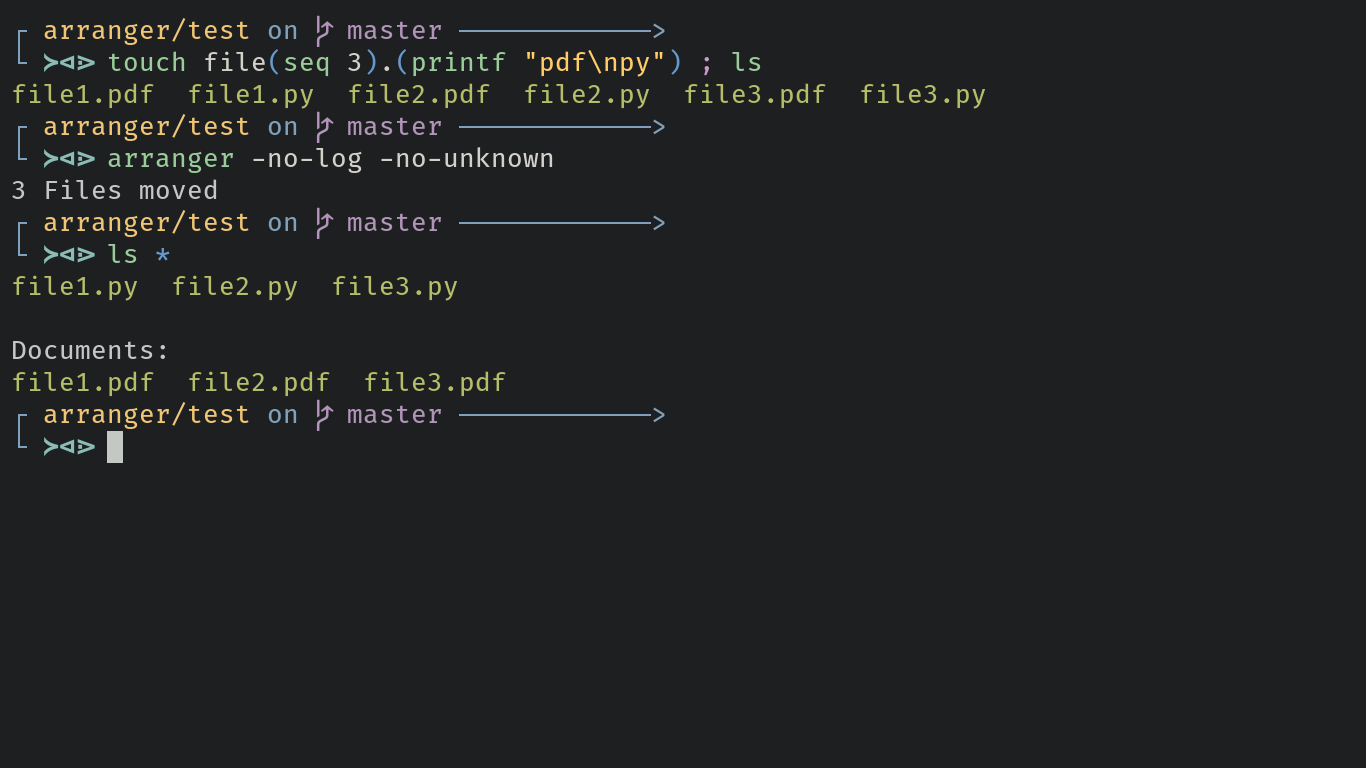 ┌ arranger/test on  master ────────────>
└ ≻⊲⋗ touch file(seq 3).(printf "pdf\npy") ; ls
file1.pdf  file1.py  file2.pdf  file2.py  file3.pdf  file3.py
┌ arranger/test on  master ────────────>
└ ≻⊲⋗ arranger -no-log -no-unknown
3 Files moved
┌ arranger/test on  master ────────────>
└ ≻⊲⋗ ls *
file1.py  file2.py  file3.py
Documents:
file1.pdf  file2.pdf  file3.pdf
┌ arranger/test on  master ────────────>
└ ≻⊲⋗